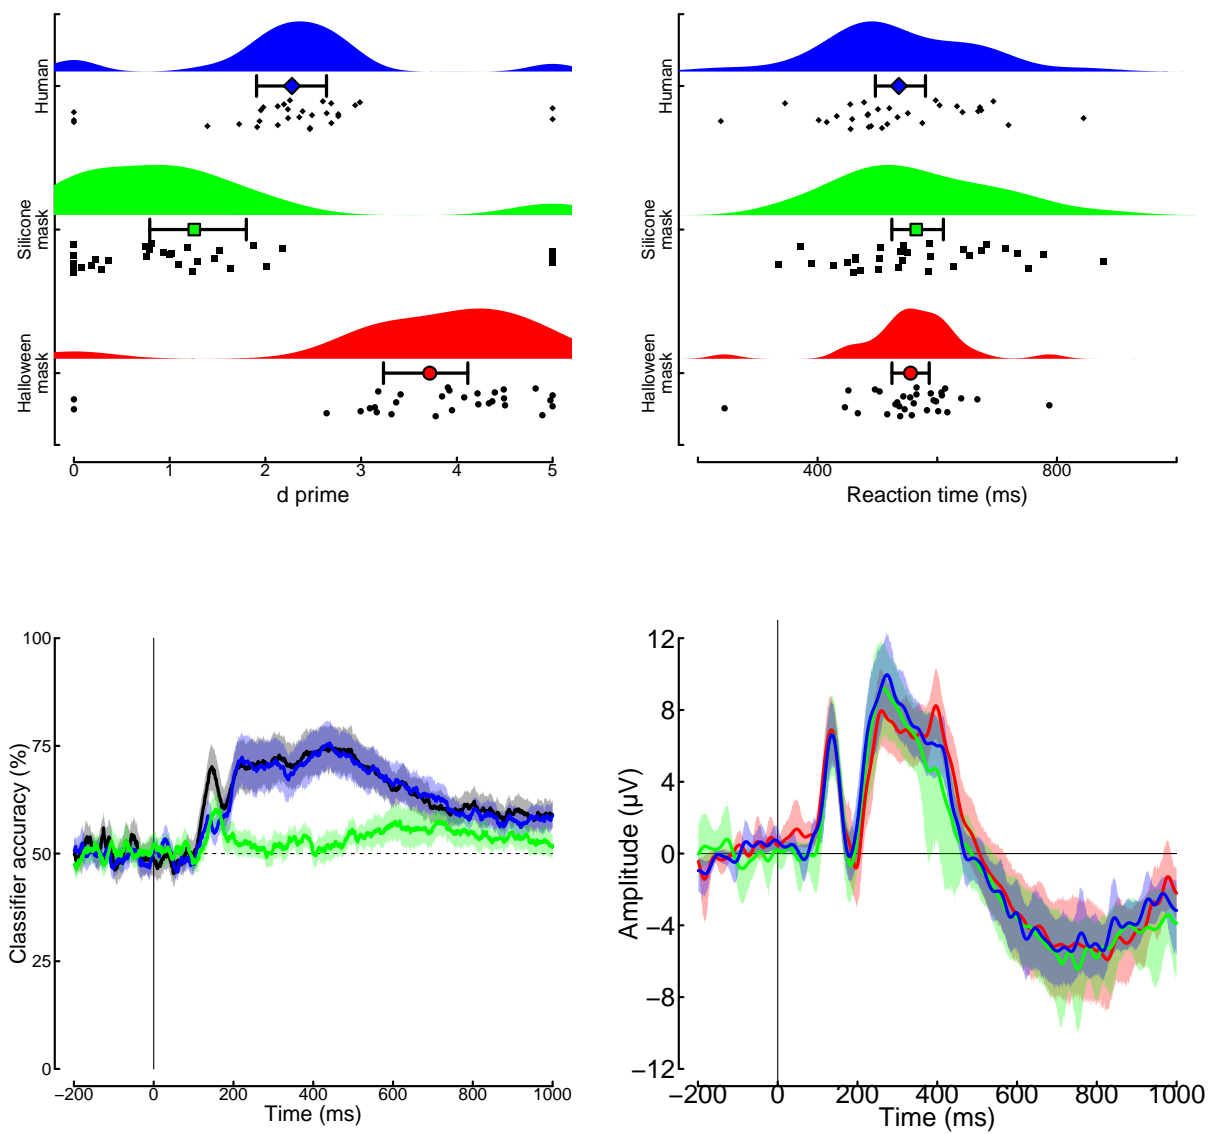 Human
Silicone
mask
Halloween
mask
0 1 2 3 4 5
d prime
Human
Silicone
mask
Halloween
mask
400 800
Reaction time (ms)
100
75
50
25
0
Classifier accuracy (%)
−200 0 200 400 600 800 1000
Time (ms)
12
8
4
0
−4
−8
−12
Amplitude (μV)
−200 0 200 400 600 800 1000
Time (ms)